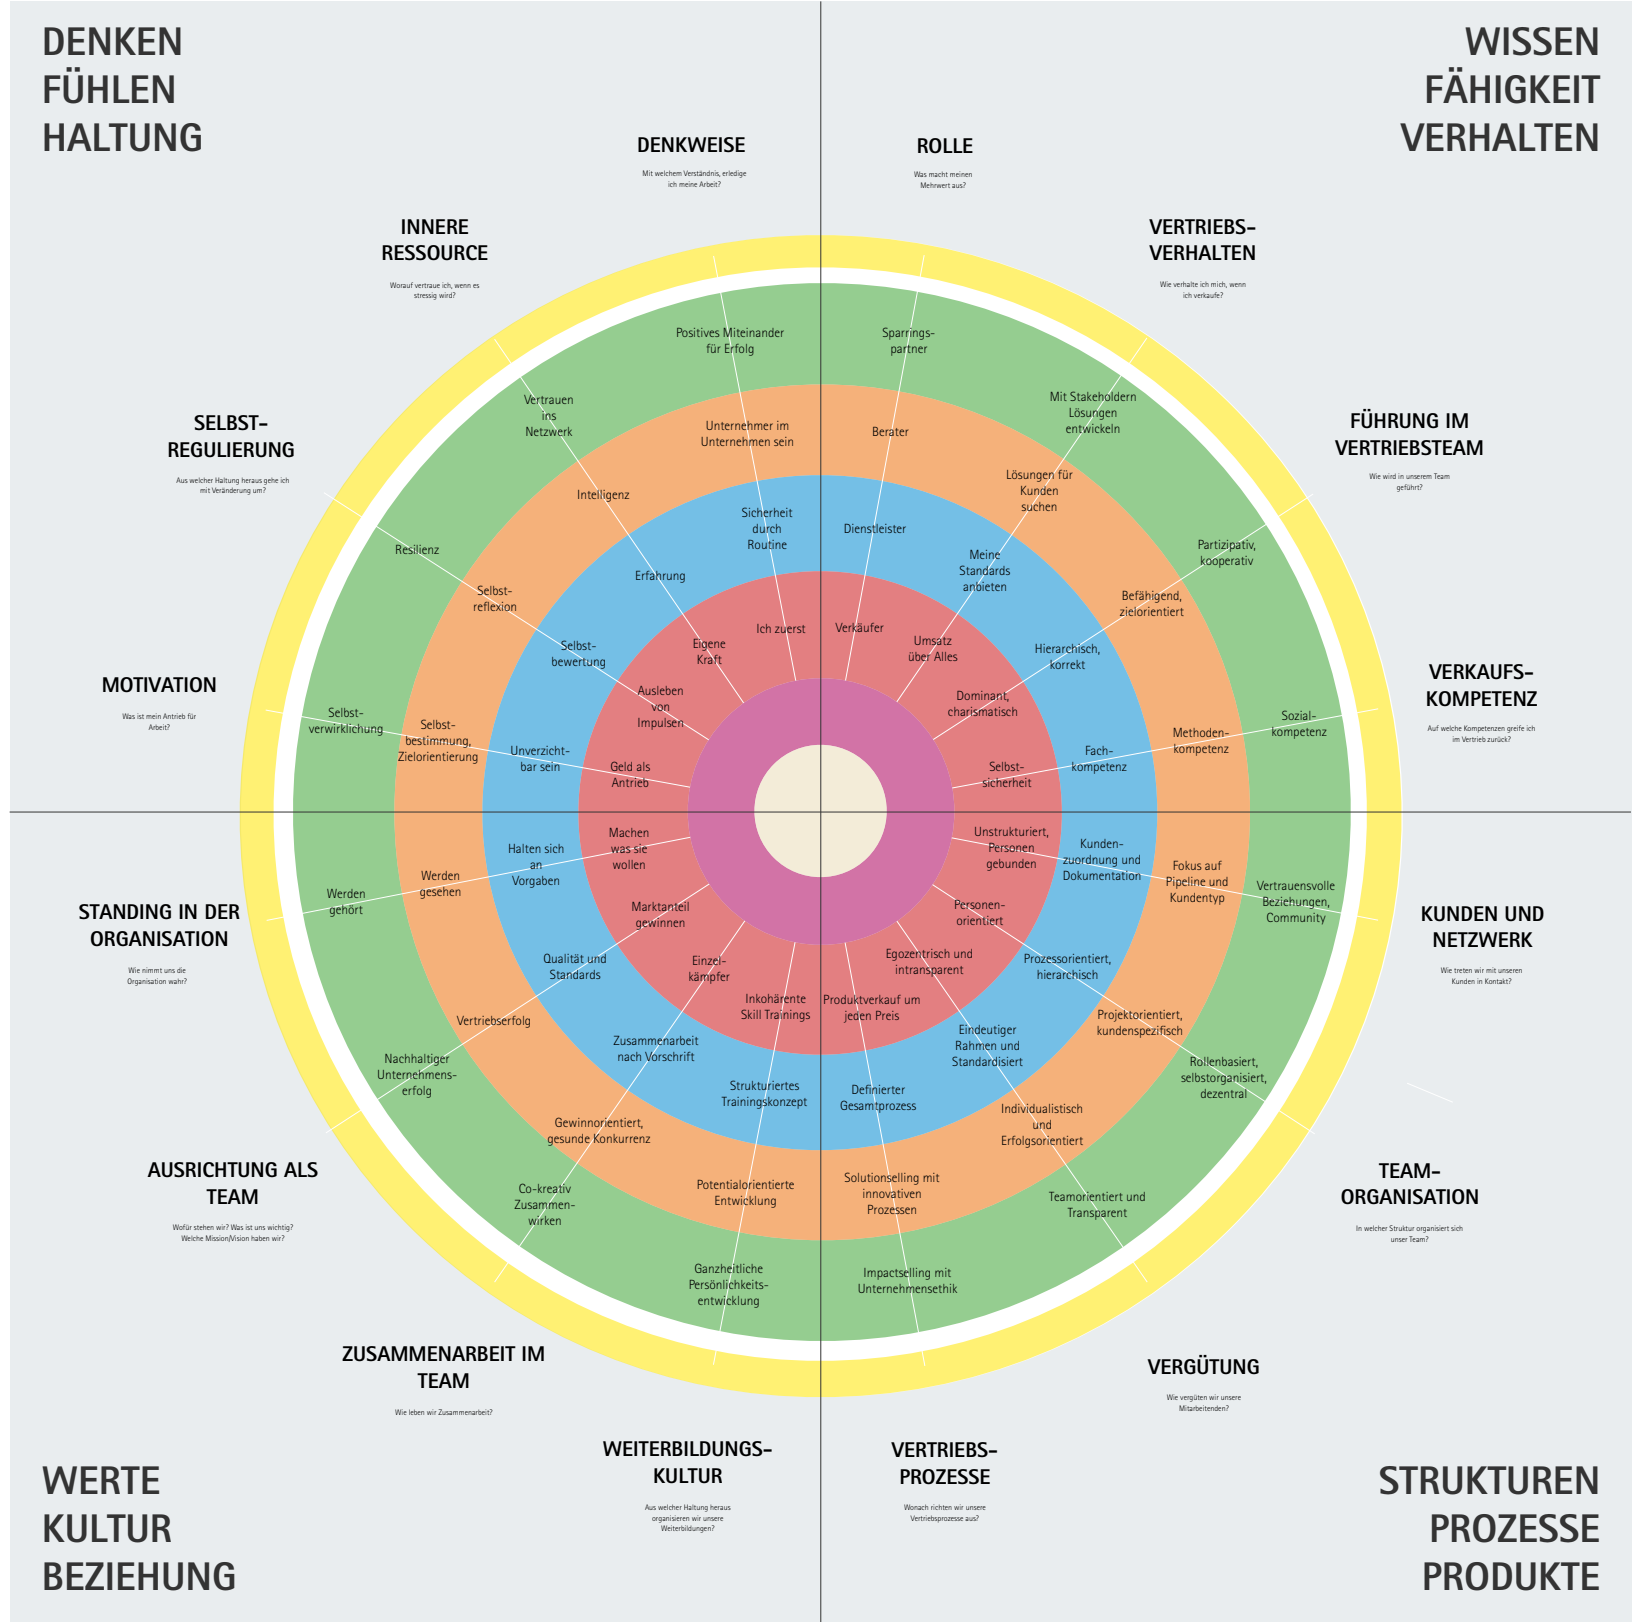 DENKEN
FÜHLEN
HALTUNG
WISSEN
FÄHIGKEIT
VERHALTEN
DENKWEISE
Mit welchem Verständnis, erledige
ich meine Arbeit?
ROLLE
Was macht meinen
Mehrwert aus?
INNERE
RESSOURCE
Worauf vertraue ich, wenn es
stressig wird?
VERTRIEBS-
VERHALTEN
Wie verhalte ich mich, wenn
ich verkaufe?
SELBST-
REGULIERUNG
Aus welcher Haltung heraus gehe ich
mit Veränderung um?
FÜHRUNG IM
VERTRIEBSTEAM
Wie wird in unserem Team
geführt?
MOTIVATION
Was ist mein Antrieb für
Arbeit?
VERKAUFS-
KOMPETENZ
Auf welche Kompetenzen greife ich
im Vertrieb zurück?
Positives Miteinander
für Erfolg
Unternehmer im
Unternehmen sein
Sicherheit
durch
Routine
Ich zuerst
Vertrauen
ins
Netzwerk
Intelligenz
Erfahrung
Eigene
Kraft
Resilienz
Selbst-
reflexion
Selbst-
bewertung
Ausleben
von
Impulsen
Selbst-
verwirklichung
Selbst-
bestimmung,
Zielorientierung
Unverzicht-
bar sein
Geld als
Antrieb
Sparrings-
partner
Berater
Dienstleister
Verkäufer
Mit Stakeholdern
Lösungen
entwickeln
Lösungen für
Kunden
suchen
Meine
Standards
anbieten
Umsatz
über Alles
Partizipativ,
kooperativ
Befähigend,
zielorientiert
Hierarchisch,
korrekt
Dominant,
charismatisch
Sozial-
kompetenz
Methoden-
kompetenz
Fach-
kompetenz
Selbst-
sicherheit
Werden
gehört
Werden
gesehen
Halten sich
an
Vorgaben
Machen
was sie
wollen
Nachhaltiger
Unternehmens-
erfolg
Vertriebserfolg
Qualität und
Standards
Marktanteil
gewinnen
Co-kreativ
Zusammen-
wirken
Gewinnorientiert,
gesunde Konkurrenz
Zusammenarbeit
nach Vorschrift
Einzel-
kämpfer
Ganzheitliche
Persönlichkeits-
entwicklung
Potentialorientierte
Entwicklung
Strukturiertes
Trainingskonzept
Inkohärente
Skill Trainings
Unstrukturiert,
Personen
gebunden
Kunden-
zuordnung und
Dokumentation
Fokus auf
Pipeline und
Kundentyp
Vertrauensvolle
Beziehungen,
Community
Personen-
orientiert
Prozessorientiert,
hierarchisch
Projektorientiert,
kundenspezifisch
Rollenbasiert,
selbstorganisiert,
dezentral
Egozentrisch und
intransparent
Eindeutiger
Rahmen und
Standardisiert
Individualistisch
und
Erfolgsorientiert
Teamorientiert und
Transparent
Produktverkauf um
jeden Preis
Definierter
Gesamtprozess
Solutionselling mit
innovativen
Prozessen
Impactselling mit
Unternehmensethik
STANDING IN DER
ORGANISATION
Wie nimmt uns die
Organisation wahr?
KUNDEN UND
NETZWERK
Wie treten wir mit unseren
Kunden in Kontakt?
AUSRICHTUNG ALS
TEAM
Wofür stehen wir? Was ist uns wichtig?
Welche Mission/Vision haben wir?
TEAM-
ORGANISATION
In welcher Struktur organisiert sich
unser Team?
ZUSAMMENARBEIT IM
TEAM
Wie leben wir Zusammenarbeit?
VERGÜTUNG
Wie vergüten wir unsere
Mitarbeitenden?
WEITERBILDUNGS-
KULTUR
Aus welcher Haltung heraus
organisieren wir unsere
Weiterbildungen?
VERTRIEBS-
PROZESSE
Wonach richten wir unsere
Vertriebsprozesse aus?
WERTE
KULTUR
BEZIEHUNG
STRUKTUREN
PROZESSE
PRODUKTE